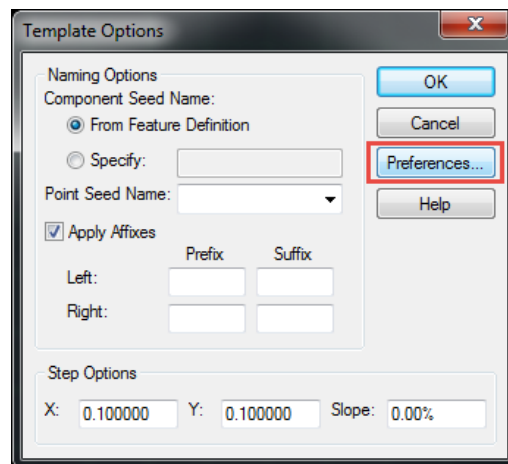 Template Options
Naming Options
Component Seed Name:
From Feature Definition
Specify:
Point Seed Name:
Apply Affixes
Prefix Suffix
Left:
Right:
OK
Cancel
Preferences...
Help
Step Options
X: 0.100000 Y: 0.100000 Slope: 0.00%